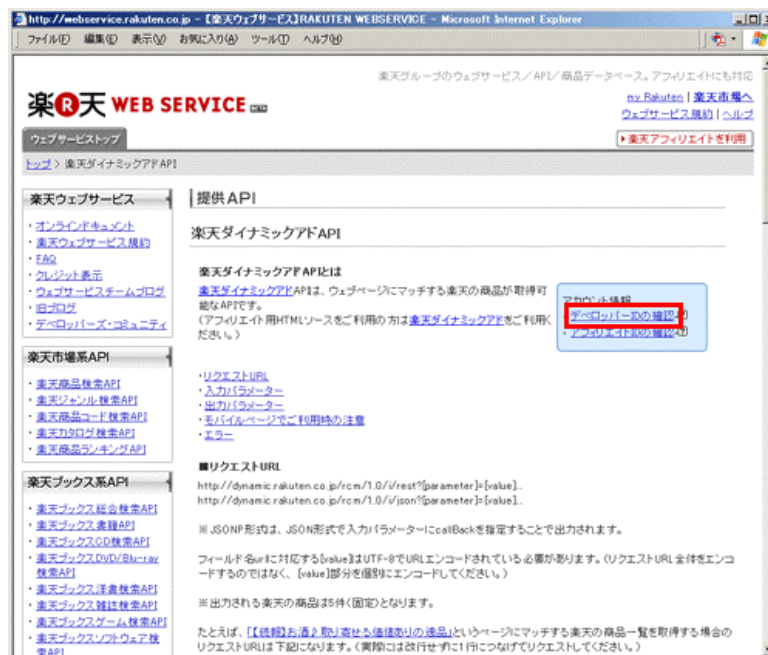 http://webservice.rakuten.co.jp - 【楽天ウェブサービス】RAKUTEN WEBSERVICE - Microsoft Internet Explorer
ファイル(F) 編集(E) 表示(V) お気に入り(A) ツール(T) ヘルプ(H)
楽天グループのウェブサービス／API／商品データベース。アフィリエイトにも対応
楽天 WEB SERVICE
my Rakuten | 楽天市場へ
ウェブサービス規約 | ヘルプ
ウェブサービストップ
楽天アフィリエイトを利用
トップ > 楽天ダイナミックアドAPI
楽天ウェブサービス
・オンラインドキュメント
・楽天ウェブサービス規約
・FAQ
・クレジット表示
・ウェブサービスチームブログ
・旧ブログ
・デベロッパーズ・コミュニティ
楽天市場系API
・楽天商品検索API
・楽天ジャンル検索API
・楽天商品コード検索API
・楽天カタログ検索API
・楽天商品ランキングAPI
楽天ブックス系API
・楽天ブックス総合検索API
・楽天ブックス書籍API
・楽天ブックスCD検索API
・楽天ブックスDVD/Blu-ray
検索API
・楽天ブックス洋書検索API
・楽天ブックス雑誌検索API
・楽天ブックスゲーム検索API
・楽天ブックスソフトウェア検
索API
提供API
楽天ダイナミックアドAPI
楽天ダイナミックアドAPIとは
楽天ダイナミックアドAPIは、ウェブページにマッチする楽天の商品が取得可
能なAPIです。
(アフィリエイト用HTMLソースをご利用の方は楽天ダイナミックアドをご利用く
ださい。)
アカウント情報
・デベロッパーIDの確認
・アフィリエイトIDの確認
・リクエストURL
・入力パラメーター
・出力パラメーター
・モバイルページでご利用時の注意
・エラー
■リクエストURL
http://dynamic.rakuten.co.jp/rcm/1.0/i/rest?[parameter]=[value]…
http://dynamic.rakuten.co.jp/rcm/1.0/i/json?[parameter]=[value]…
※JSONP形式は、JSON形式で入力パラメーターにcallBackを指定することで出力されます。
フィールド名urlに対応する[value]はUTF-8でURLエンコードされている必要があります。(リクエストURL全体をエンコ
ードするのではなく、[value]部分を個別にエンコードしてください。)
※出力される楽天の商品は5件(固定)となります。
たとえば、「【続報】お酒♪取り寄せる価値ありの逸品」というページにマッチする楽天の商品一覧を取得する場合の
リクエストURLは下記になります。(実際には改行せずに1行につなげてリクエストしてください。)